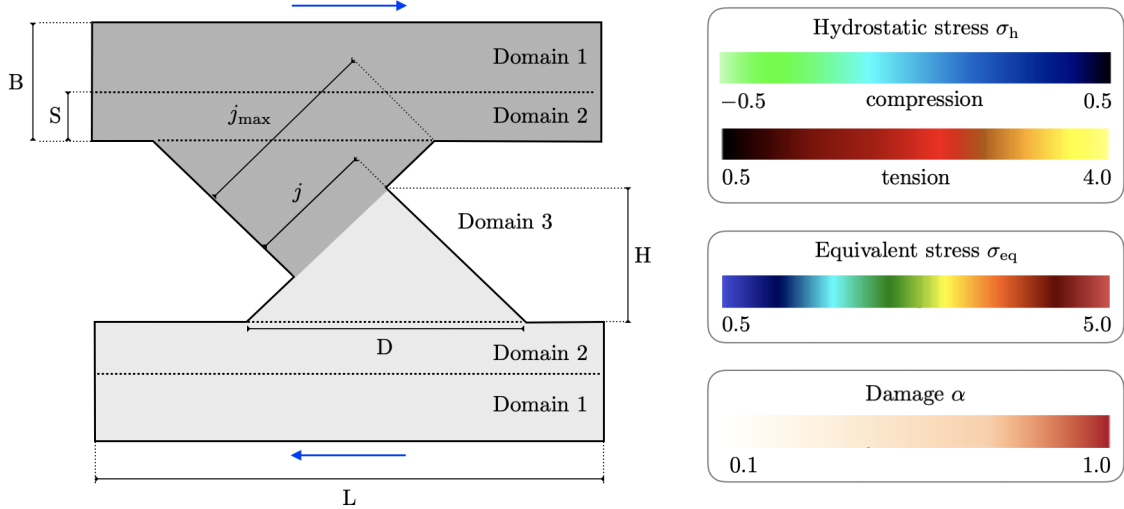 Domain 1
B
S
Domain 2
j_max
j
Domain 3
H
D
Domain 2
Domain 1
L
Hydrostatic stress σ_h
−0.5 compression 0.5
0.5 tension 4.0
Equivalent stress σ_eq
0.5 5.0
Damage α
0.1 1.0